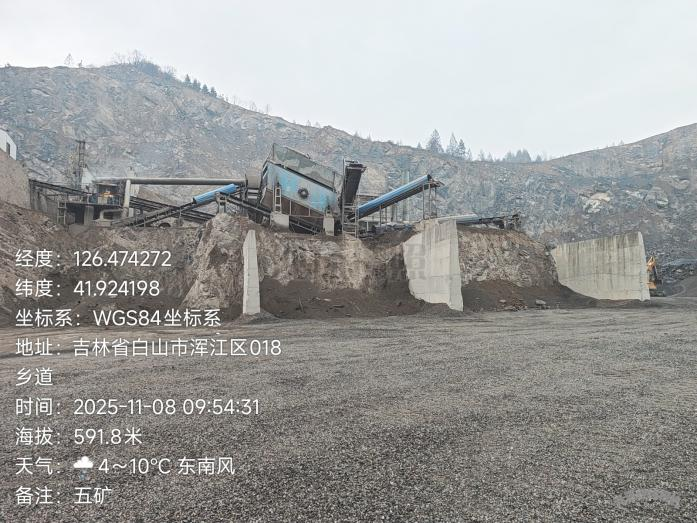 经度：126.474272
纬度：41.924198
坐标系：WGS84坐标系
地址：吉林省白山市浑江区018
乡道
时间：2025-11-08 09:54:31
海拔：591.8米
天气：🌧 4～10℃ 东南风
备注：五矿